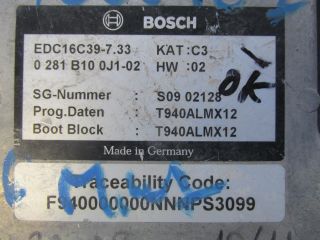 BOSCH
EDC16C39-7.33 KAT:C3
0 281 B10 0J1-02 HW :02
SG-Nummer : S09 02128
Prog.Daten : T940ALMX12
Boot Block : T940ALMX12
Made in Germany
OK
Traceability Code:
F940000000NNNPS3099